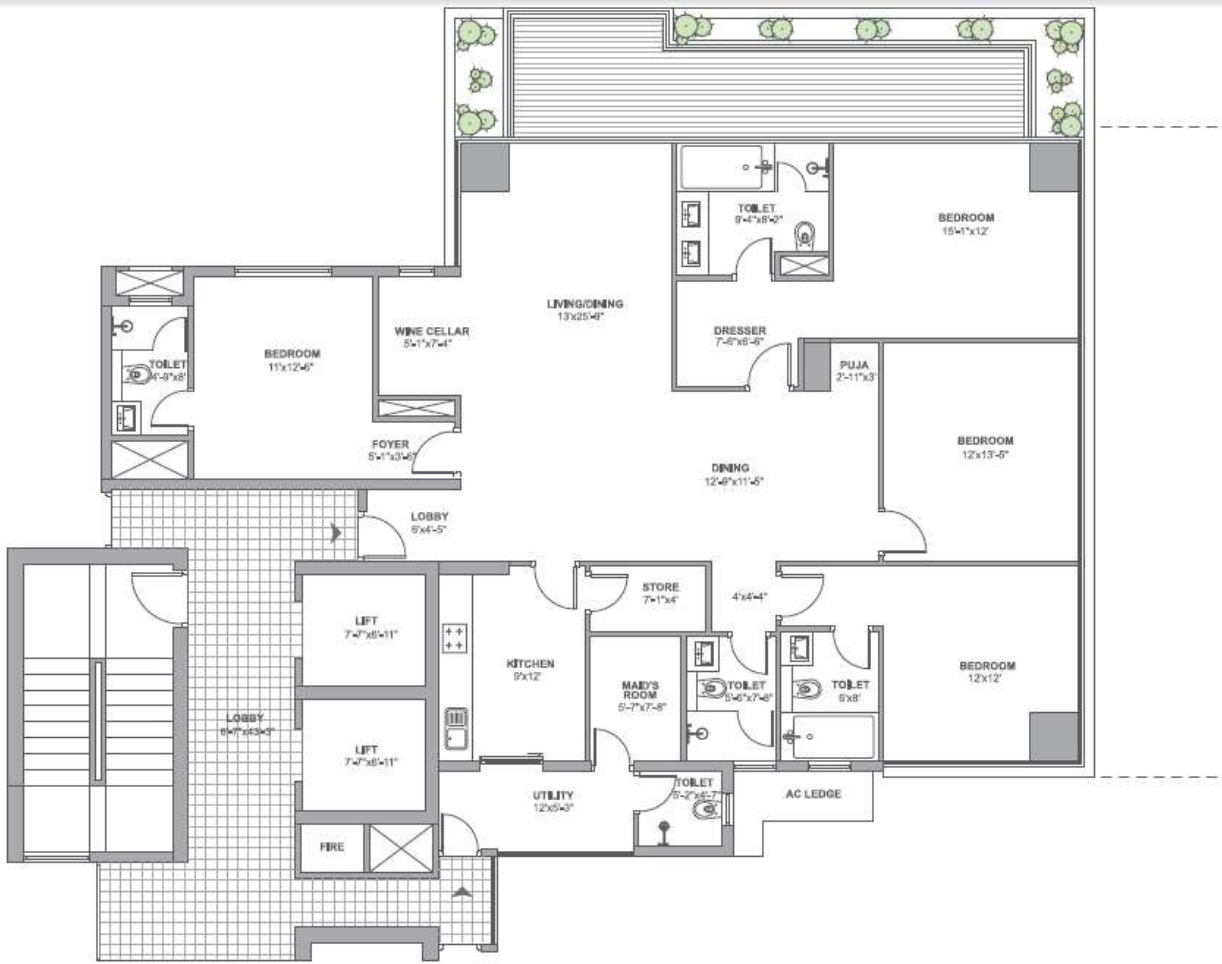 TOILET
9'-4"x8'-2"
BEDROOM
15'-1"x12'
LIVING/DINING
13'x25'-9"
WINE CELLAR
5'-1"x7'-4"
DRESSER
7'-6"x6'-6"
BEDROOM
11'x12'-6"
TOILET
4'-9"x8'
PUJA
2'-11"x3'
FOYER
5'-1"x3'-6"
BEDROOM
12'x13'-5"
DINING
12'-9"x11'-5"
LOBBY
6'x4'-5"
STORE
7'-1"x4'
4'x4'-4"
LIFT
7'-7"x6'-11"
KITCHEN
9'x12'
MAID'S
ROOM
5'-7"x7'-8"
TOILET
5'-6"x7'-8"
TOILET
6'x8'
BEDROOM
12'x12'
LOBBY
6'-7"x43'-3"
LIFT
7'-7"x6'-11"
UTILITY
12'x5'-3"
TOILET
5'-2"x4'-7"
AC LEDGE
FIRE